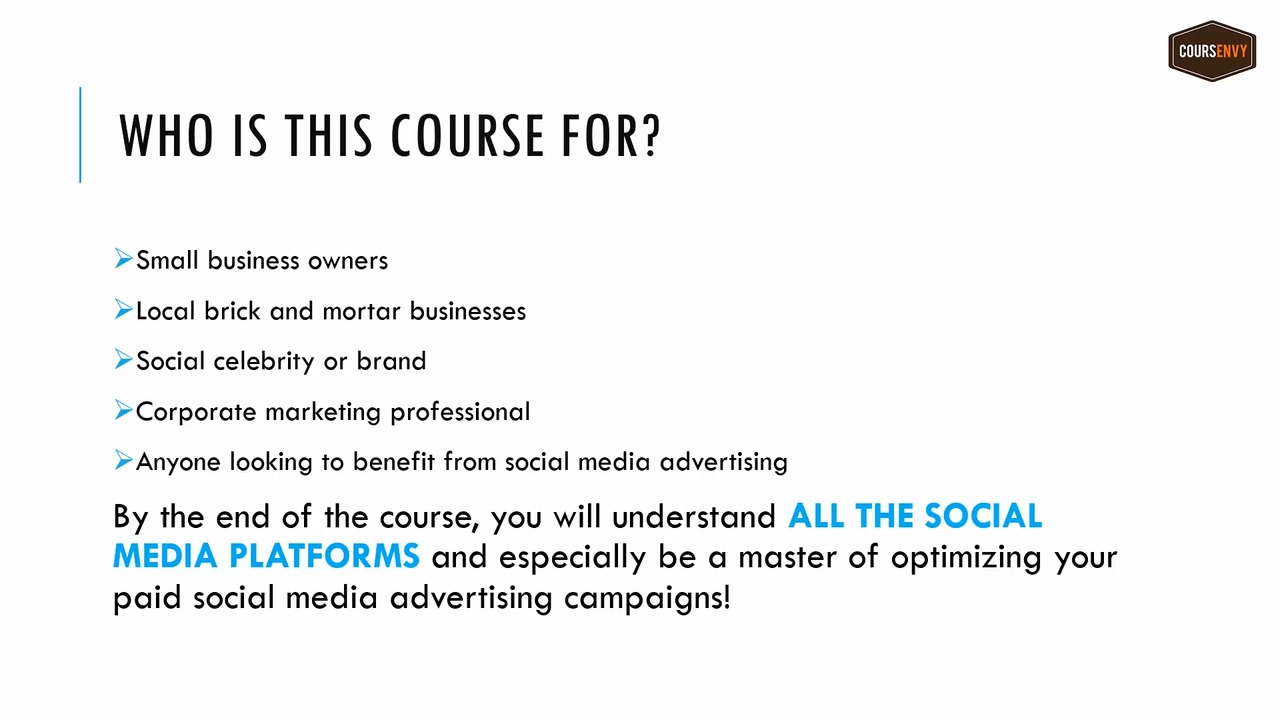 COURSENVY
WHO IS THIS COURSE FOR?
Small business owners
Local brick and mortar businesses
Social celebrity or brand
Corporate marketing professional
Anyone looking to benefit from social media advertising
By the end of the course, you will understand ALL THE SOCIAL
MEDIA PLATFORMS and especially be a master of optimizing your
paid social media advertising campaigns!